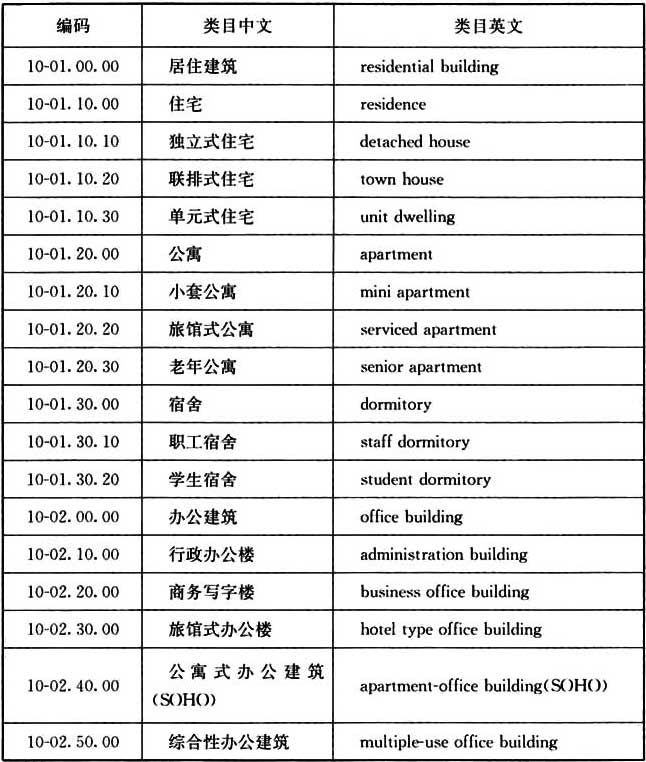 编码 类目中文 类目英文
10-01.00.00 居住建筑 residential building
10-01.10.00 住宅 residence
10-01.10.10 独立式住宅 detached house
10-01.10.20 联排式住宅 town house
10-01.10.30 单元式住宅 unit dwelling
10-01.20.00 公寓 apartment
10-01.20.10 小套公寓 mini apartment
10-01.20.20 旅馆式公寓 serviced apartment
10-01.20.30 老年公寓 senior apartment
10-01.30.00 宿舍 dormitory
10-01.30.10 职工宿舍 staff dormitory
10-01.30.20 学生宿舍 student dormitory
10-02.00.00 办公建筑 office building
10-02.10.00 行政办公楼 administration building
10-02.20.00 商务写字楼 business office building
10-02.30.00 旅馆式办公楼 hotel type office building
10-02.40.00 公寓式办公建筑
(SOHO) apartment-office building(SOHO)
10-02.50.00 综合性办公建筑 multiple-use office building